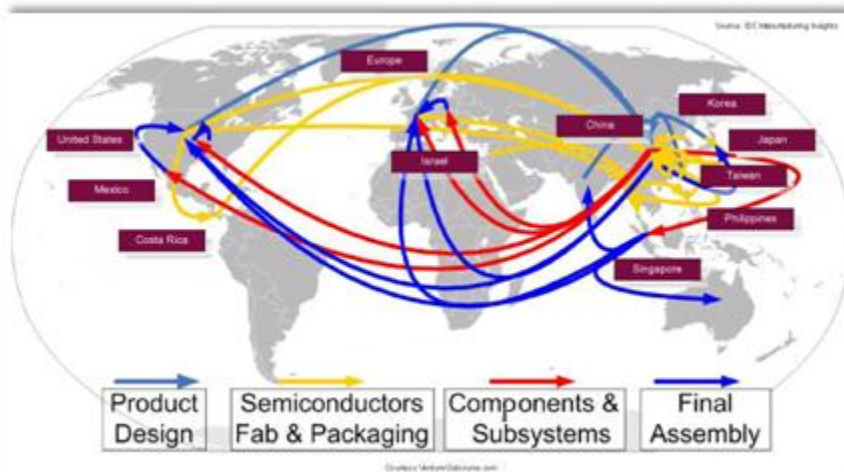 Europe
Korea
China
United States
Japan
Israel
Taiwan
Mexico
Philippines
Costa Rica
Singapore
Product
Design
Semiconductors
Fab & Packaging
Components &
Subsystems
Final
Assembly